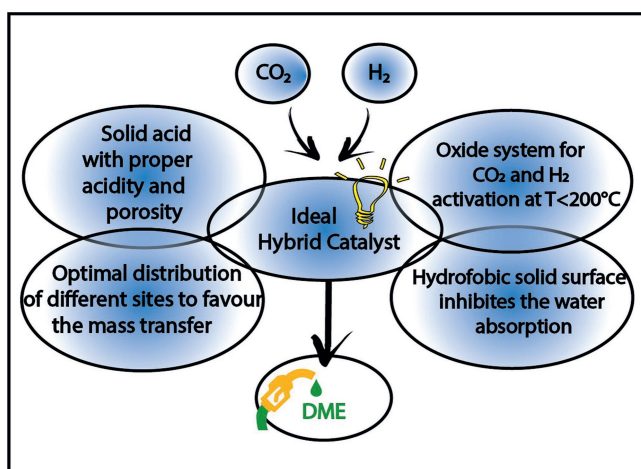 CO₂
H₂
Solid acid
with proper
acidity and
porosity
Oxide system for
CO₂ and H₂
activation at T<200°C
Ideal
Hybrid Catalyst
Optimal distribution
of different sites to favour
the mass transfer
Hydrofobic solid surface
inhibites the water
absorption
DME